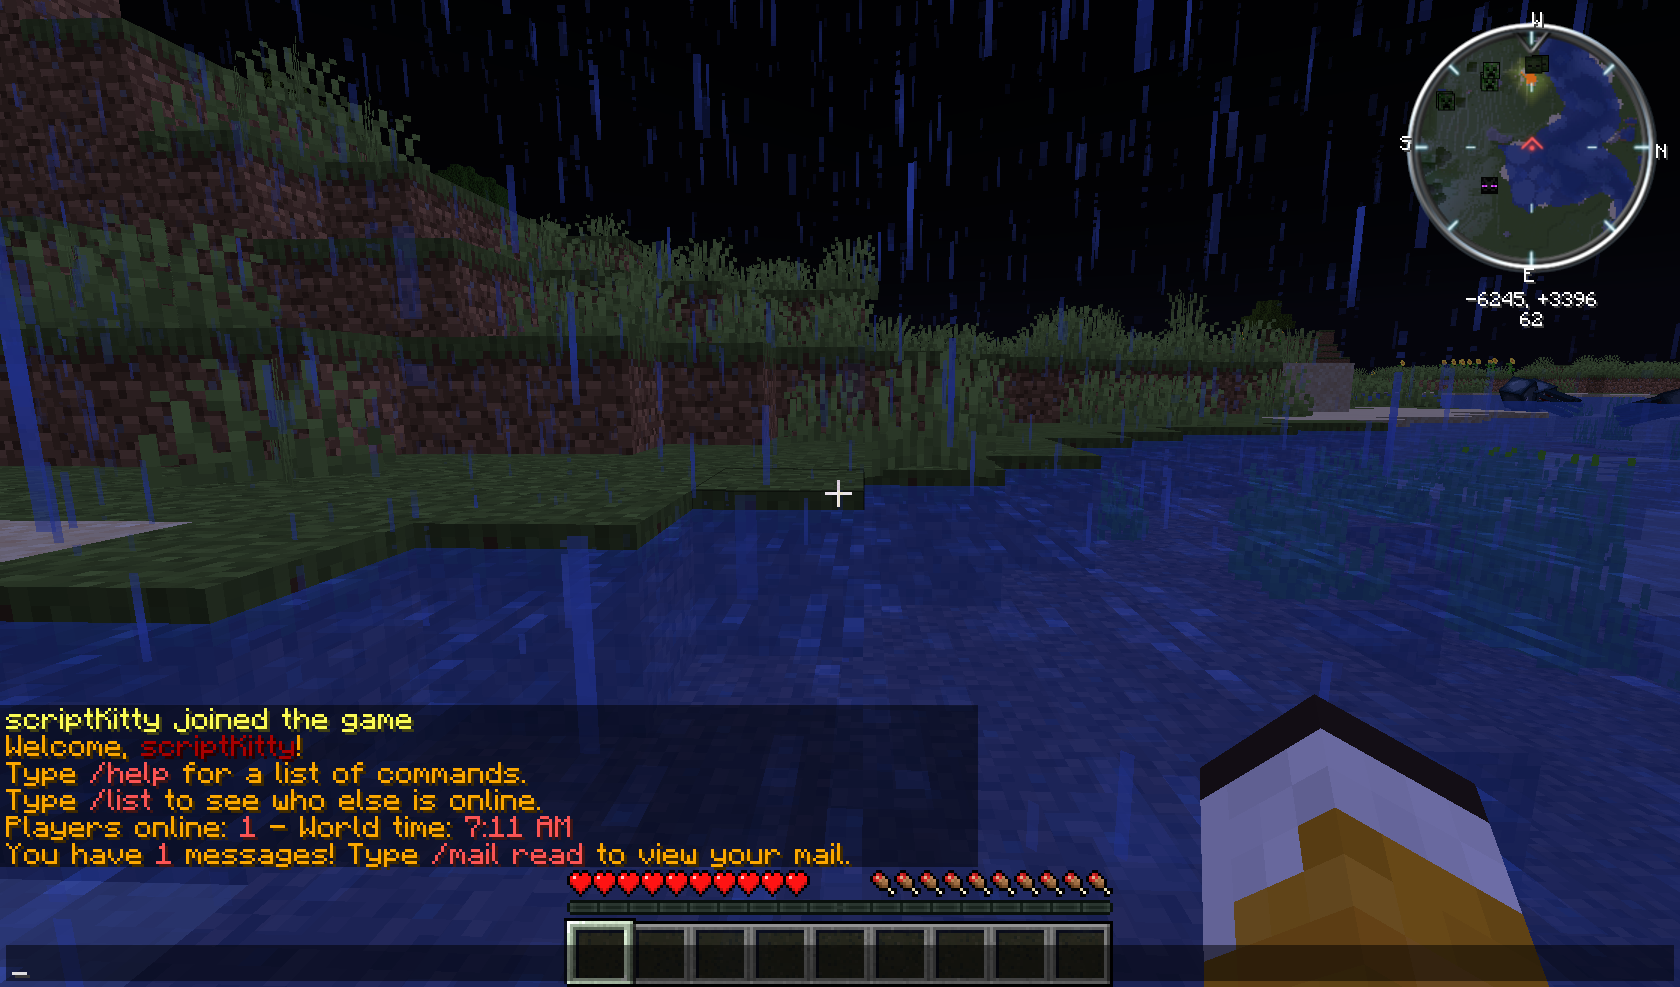 W
S
N
E
-6245, +3396
62
scriptKitty joined the game
Welcome, scriptKitty!
Type /help for a list of commands.
Type /list to see who else is online.
Players online: 1 - World time: 7:11 AM
You have 1 messages! Type /mail read to view your mail.
_